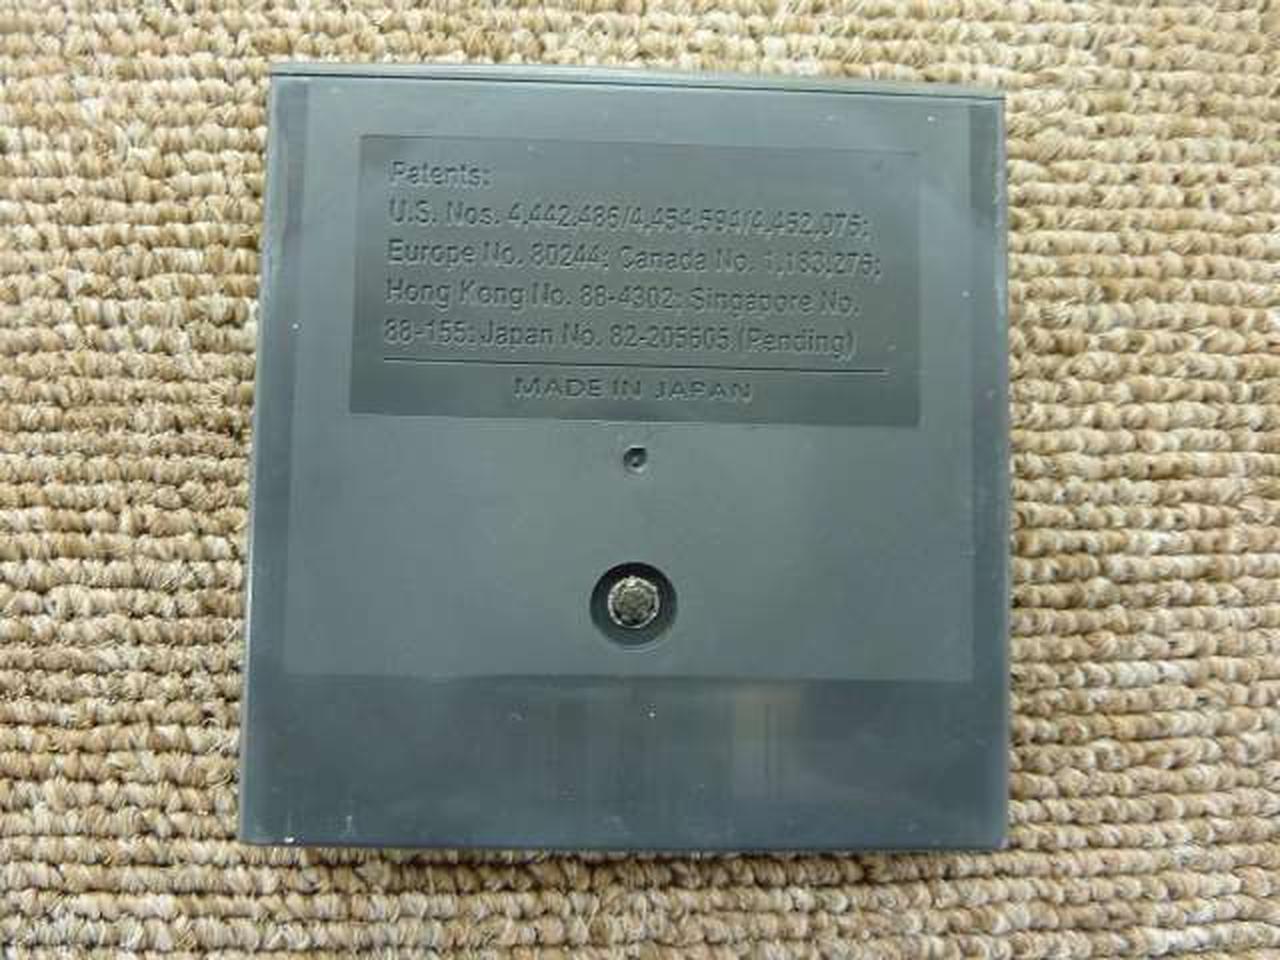 Patents:
U.S. Nos. 4,442,486/4,454,594/4,462,076;
Europe No. 80244; Canada No. 1,183,276;
Hong Kong No. 88-4302; Singapore No.
88-155; Japan No. 82-205605 (Pending)
MADE IN JAPAN